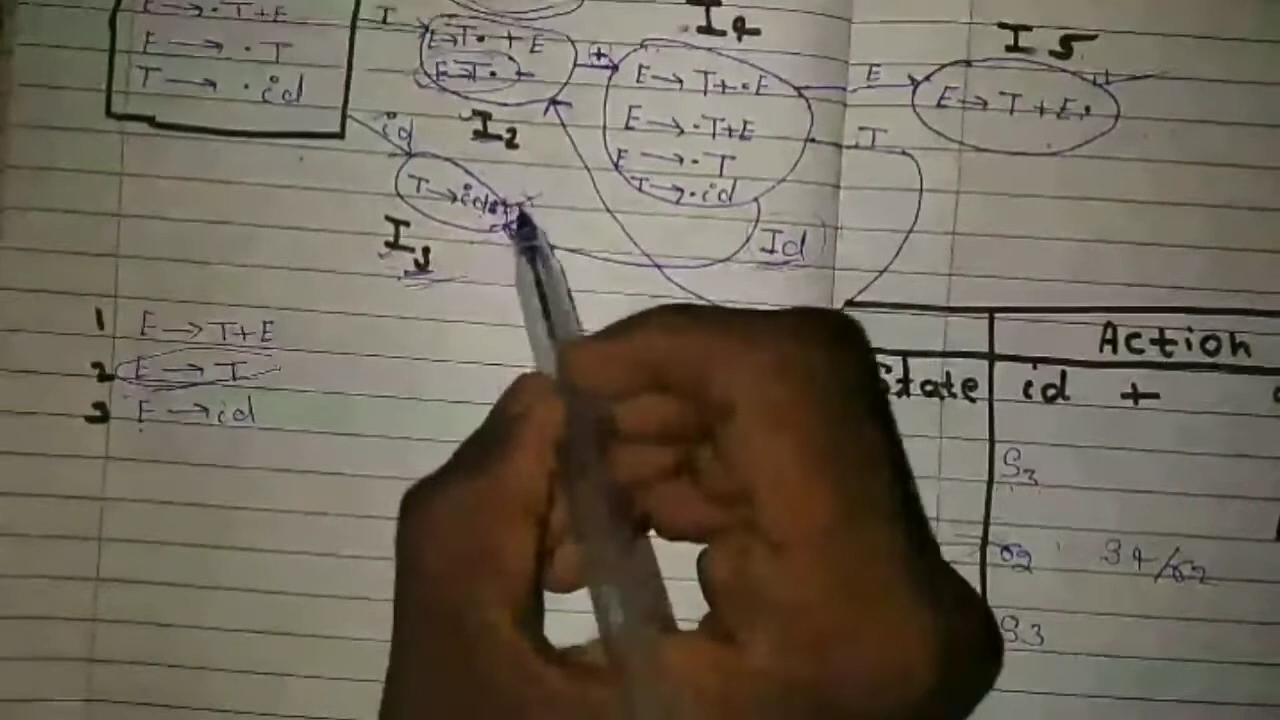 E → ·T+E
E → ·T
T → ·id
T
id
E→T· + E
E→T·
I2
+
I4
E → T+·E
E → ·T+E
E → ·T
T → ·id
E
I5
E → T+E·
T
T→id·
I3
Id
1 E → T+E
2 E → T
3 E → id
Action
State id +
S3
r2 S4/r2
S3